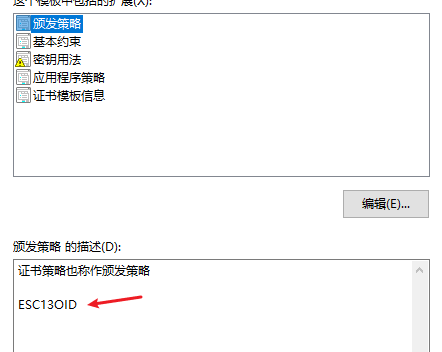 这个模板中包括的扩展(X):
颁发策略
基本约束
密钥用法
应用程序策略
证书模板信息
编辑(E)...
颁发策略 的描述(D):
证书策略也称作颁发策略
ESC13OID